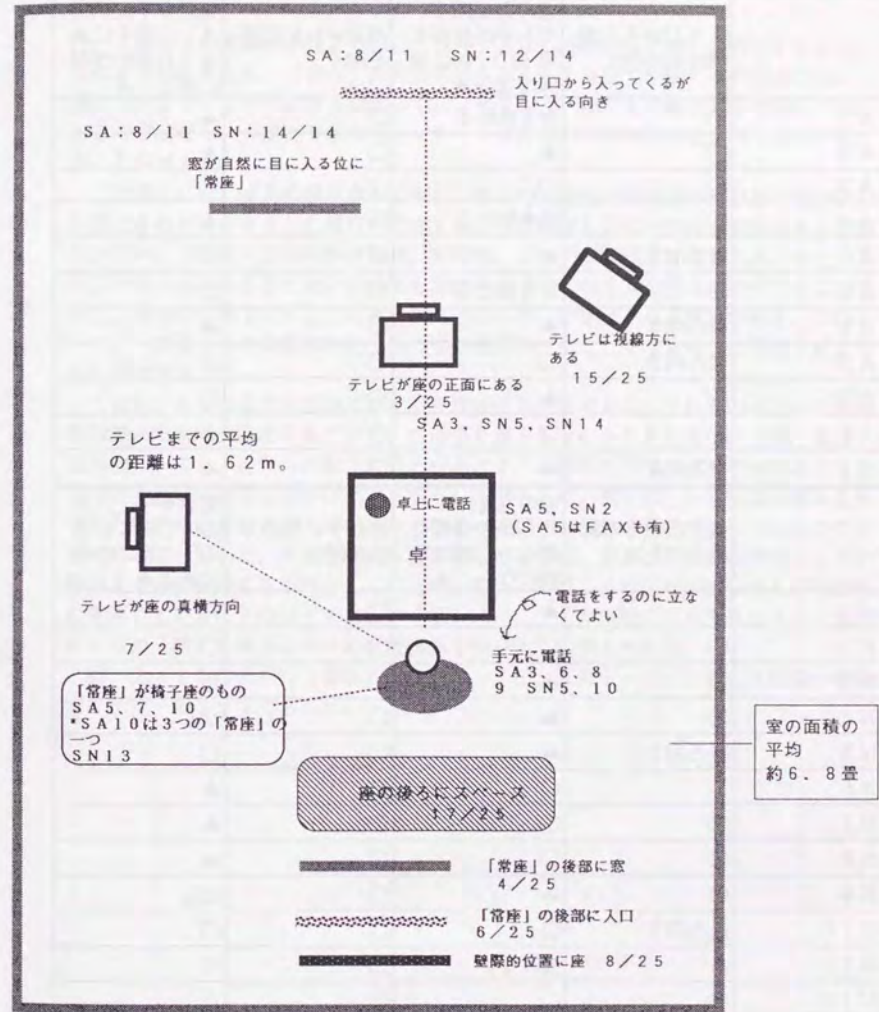 SA:8/11 SN:12/14
入り口から入ってくるが
目に入る向き
SA:8/11 SN:14/14
窓が自然に目に入る位に
「常座」
テレビは視線方に
ある
15/25
テレビが座の正面にある
3/25
SA3、SN5、SN14
テレビまでの平均
の距離は1.62m。
卓上に電話
SA5、SN2
(SA5はFAXも有)
卓
テレビが座の真横方向
7/25
電話をするのに立な
くてよい
手元に電話
SA3、6、8
9 SN5、10
「常座」が椅子座のもの
SA5、7、10
*SA10は3つの「常座」の
一つ
SN13
室の面積の
平均
約6.8畳
座の後ろにスペース
17/25
「常座」の後部に窓
4/25
「常座」の後部に入口
6/25
壁際的位置に座 8/25